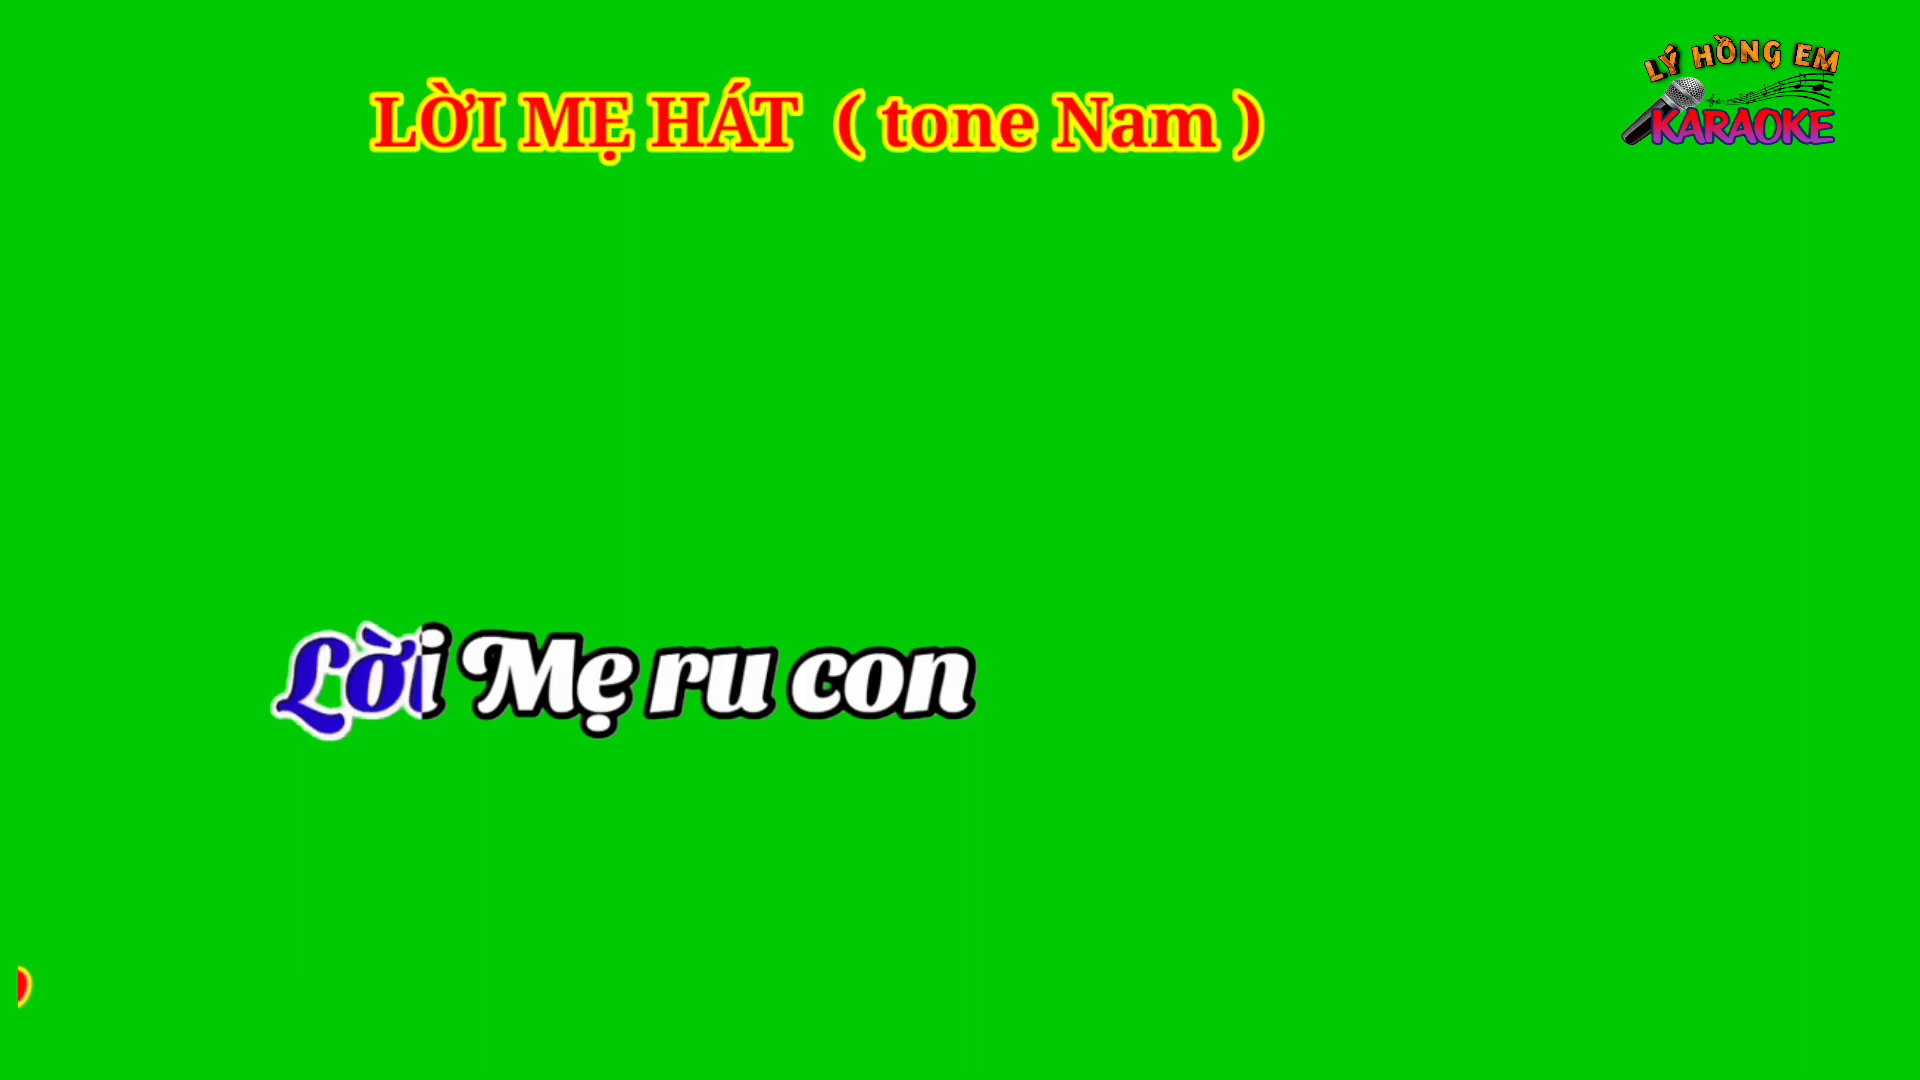 LÝ HỒNG EM
KARAOKE
LỜI MẸ HÁT ( tone Nam )
Lời Mẹ ru con